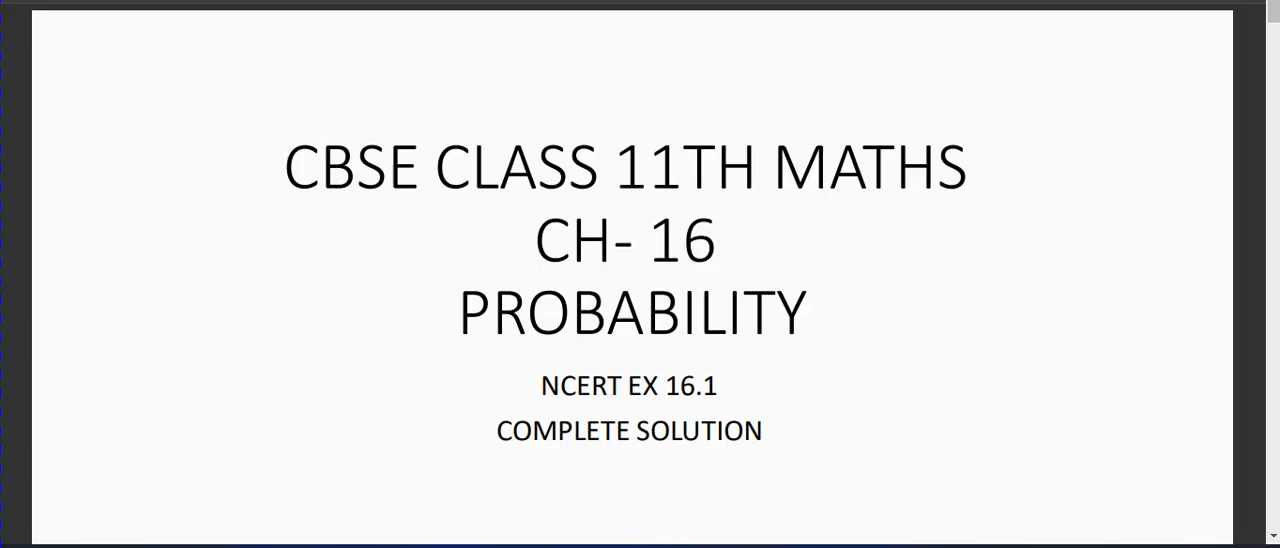 CBSE CLASS 11TH MATHS
CH- 16
PROBABILITY
NCERT EX 16.1
COMPLETE SOLUTION